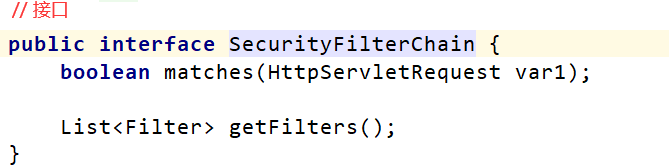 // 接口
public interface SecurityFilterChain {
    boolean matches(HttpServletRequest var1);
    List<Filter> getFilters();
}